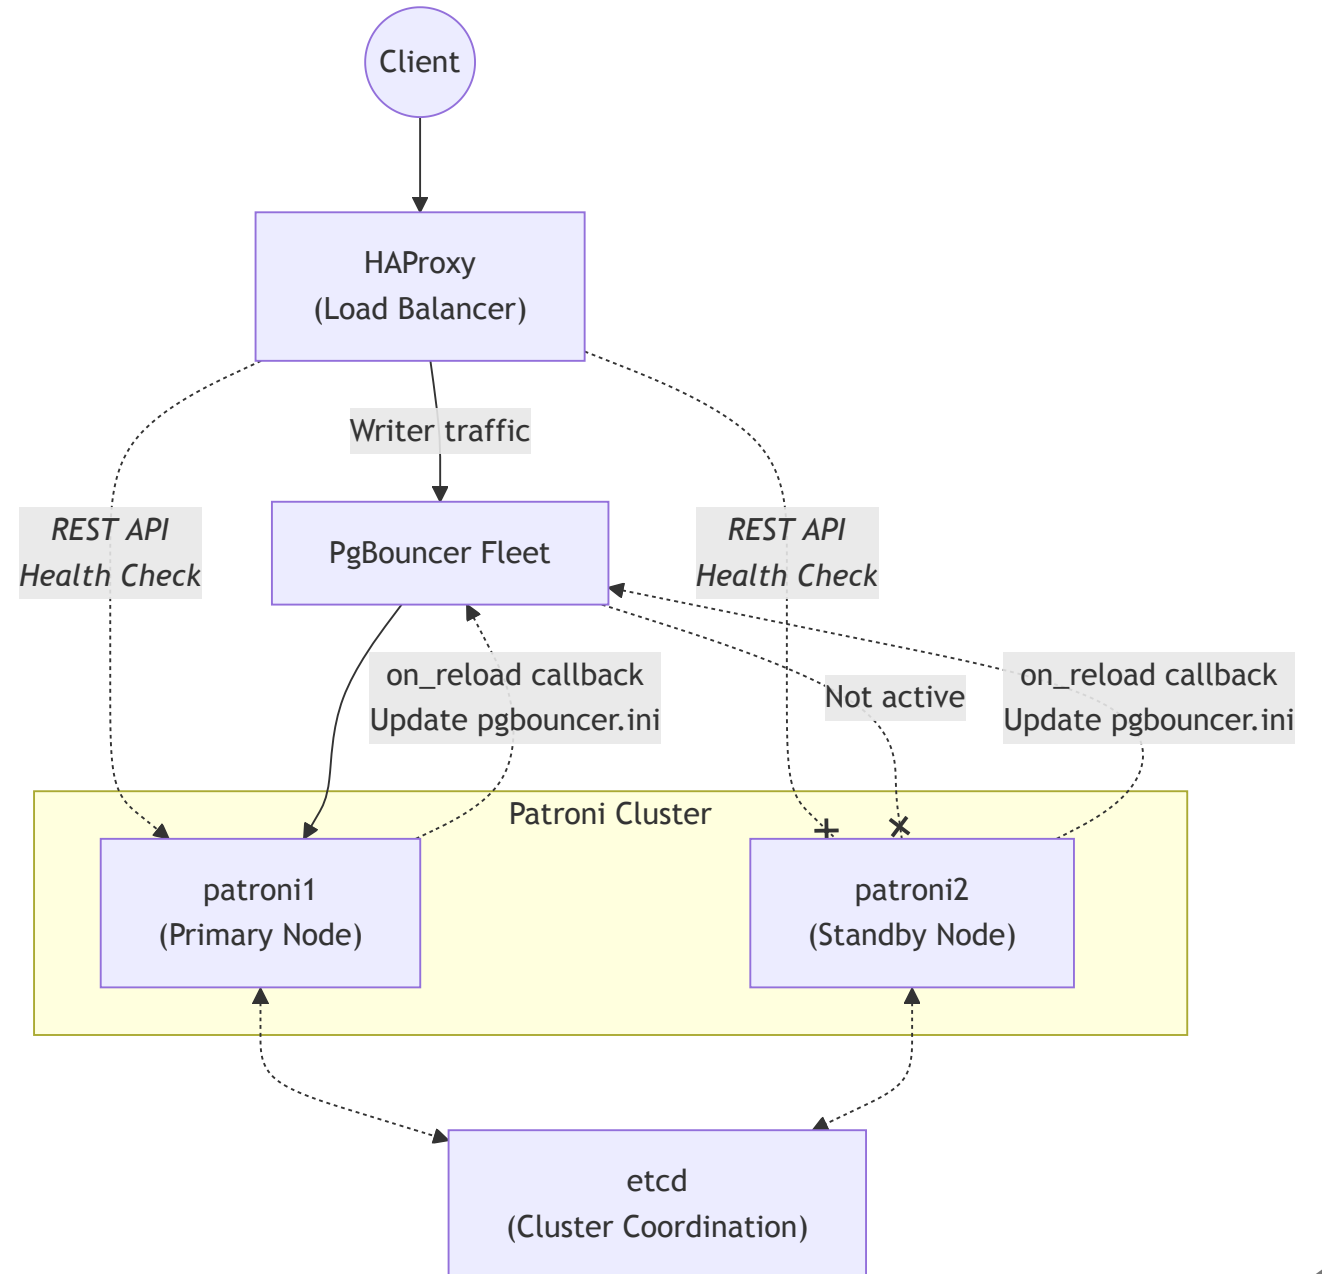 Client
HAProxy
(Load Balancer)
Writer traffic
REST API
Health Check
REST API
Health Check
PgBouncer Fleet
on_reload callback
Update pgbouncer.ini
Not active
on_reload callback
Update pgbouncer.ini
Patroni Cluster
patroni1
(Primary Node)
patroni2
(Standby Node)
etcd
(Cluster Coordination)